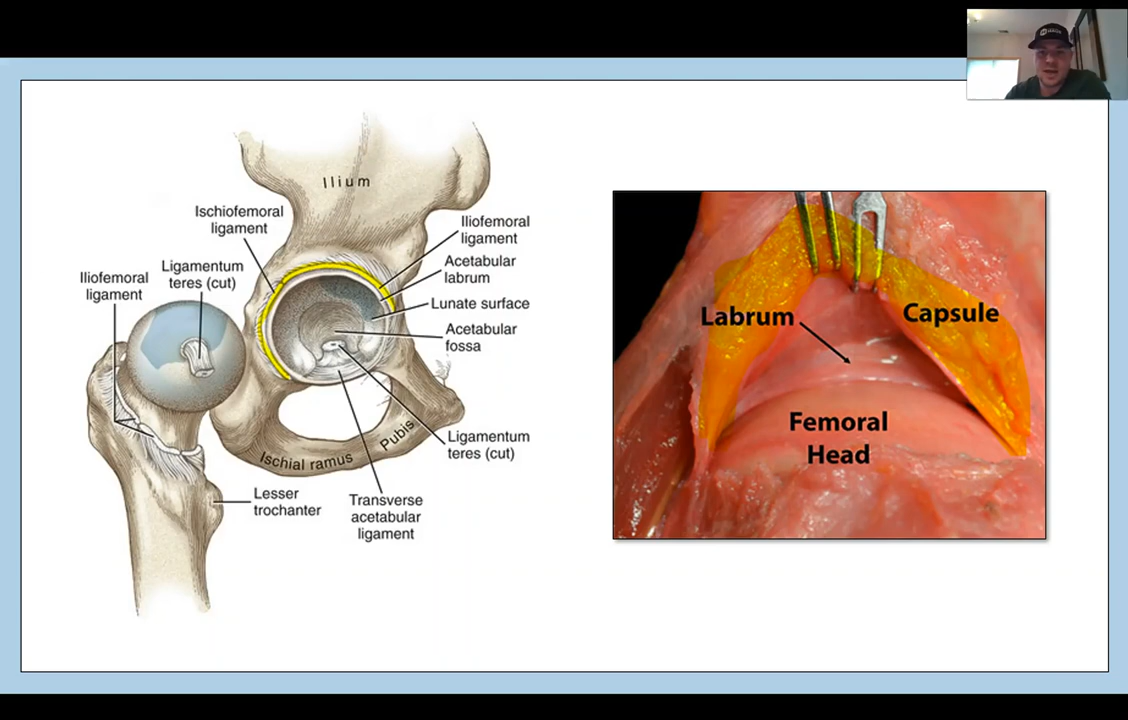 Ilium
Ischiofemoral
ligament
Iliofemoral
ligament
Ligamentum
teres (cut)
Iliofemoral
ligament
Acetabular
labrum
Lunate surface
Acetabular
fossa
Ligamentum
teres (cut)
Pubis
Ischial ramus
Lesser
trochanter
Transverse
acetabular
ligament
Labrum
Capsule
Femoral
Head